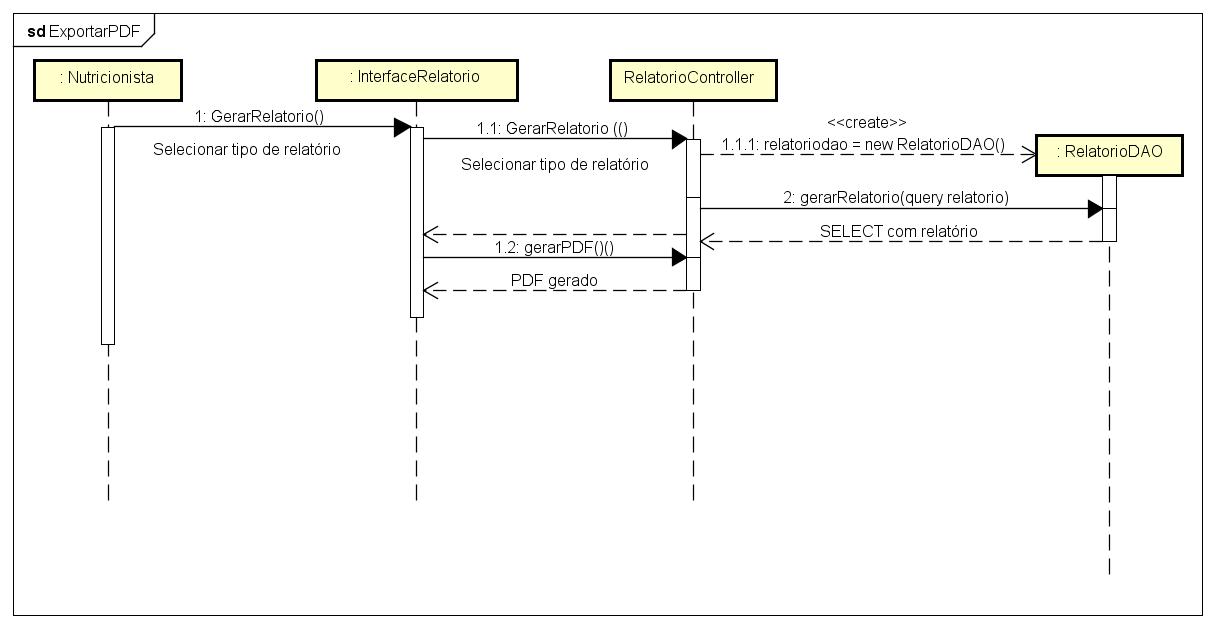 sd ExportarPDF
: Nutricionista
: InterfaceRelatorio
RelatorioController
1: GerarRelatorio()
Selecionar tipo de relatório
1.1: GerarRelatorio (()
Selecionar tipo de relatório
<<create>>
1.1.1: relatoriodao = new RelatorioDAO()
: RelatorioDAO
2: gerarRelatorio(query relatorio)
SELECT com relatório
1.2: gerarPDF()()
PDF gerado